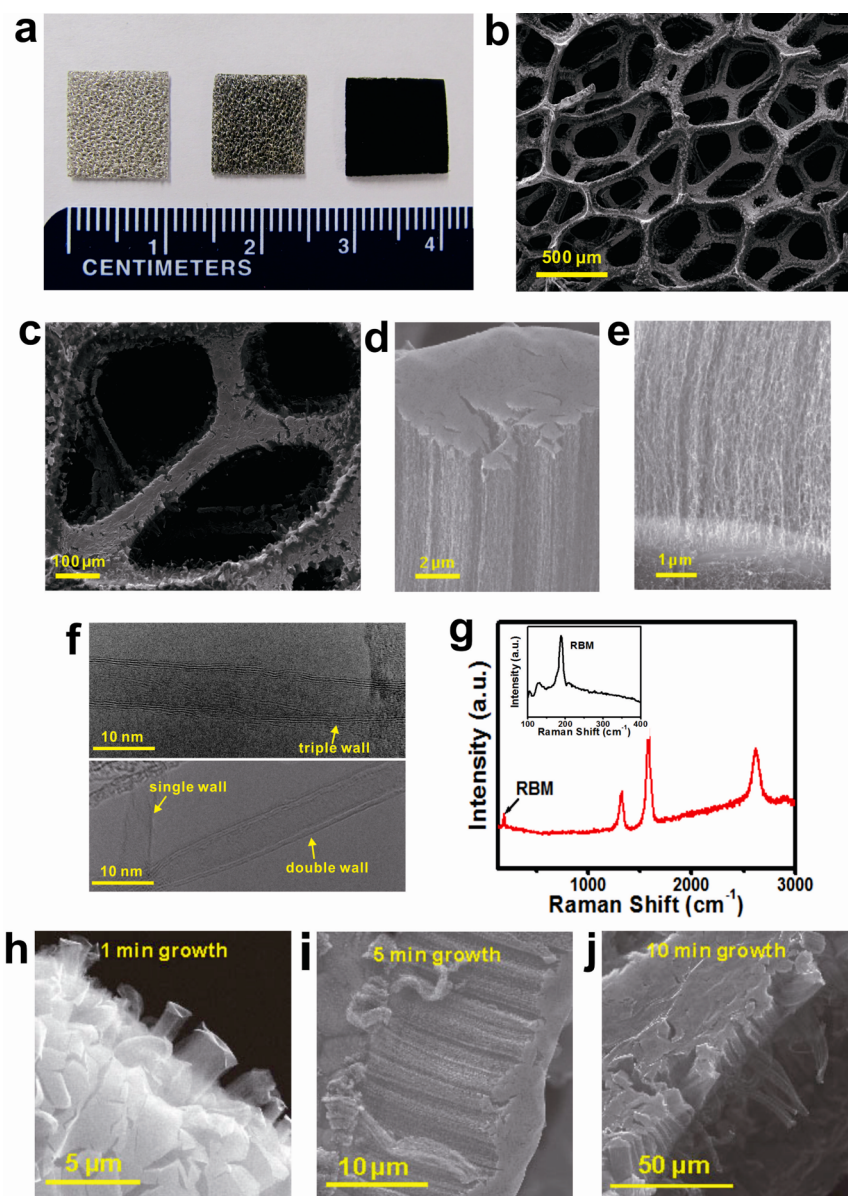 a
1 2 3 4
CENTIMETERS
b
500 µm
c
100 µm
d
2 µm
e
1 µm
f
10 nm
triple wall
single wall
10 nm
double wall
g
Intensity (a.u.)
RBM
Intensity (a.u.)
100 200 300 400
Raman Shift (cm-1)
RBM
1000 2000 3000
Raman Shift (cm-1)
h
1 min growth
5 µm
i
5 min growth
10 µm
j
10 min growth
50 µm